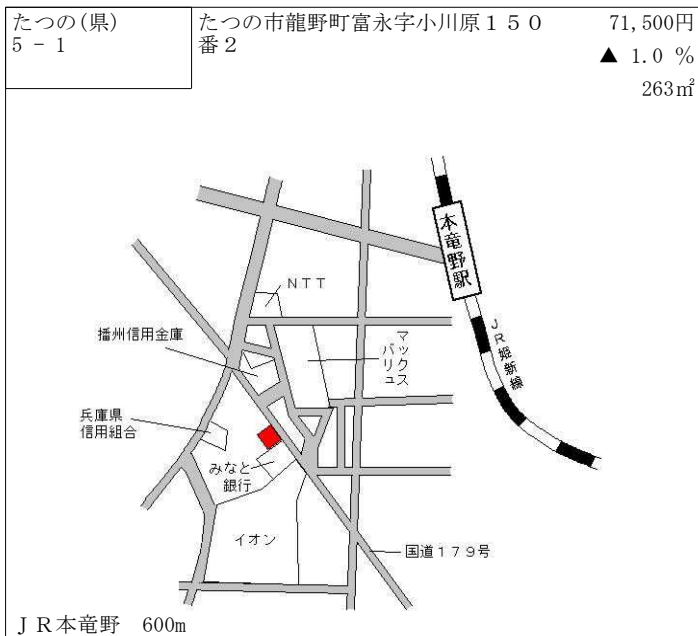 たつの(県)
5 - 1
たつの市龍野町富永字小川原１５０
番２
71,500円
▲ 1.0 %
263㎡
本竜野駅
ＮＴＴ
ＪＲ姫新線
播州信用金庫
マックス
バリュ
兵庫県
信用組合
みなと
銀行
イオン
国道１７９号
ＪＲ本竜野　600m